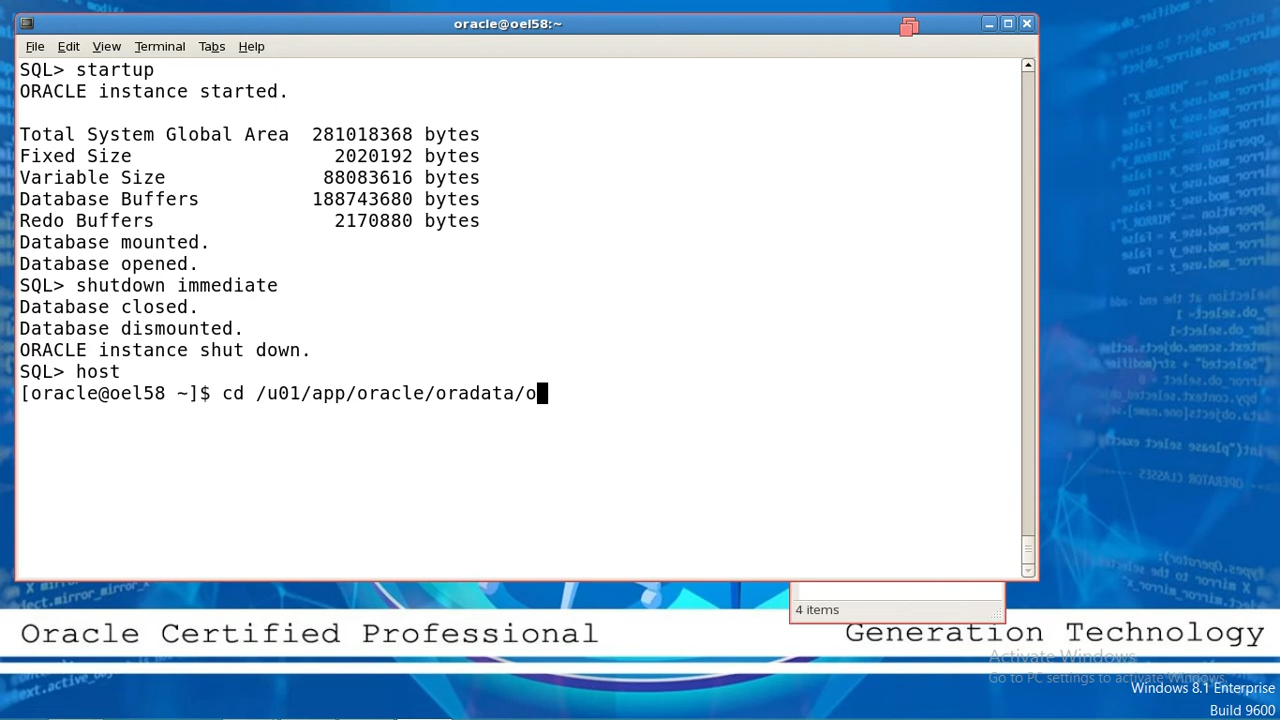 oracle@oel58:~
File Edit View Terminal Tabs Help
SQL> startup
ORACLE instance started.
Total System Global Area 281018368 bytes
Fixed Size 2020192 bytes
Variable Size 88083616 bytes
Database Buffers 188743680 bytes
Redo Buffers 2170880 bytes
Database mounted.
Database opened.
SQL> shutdown immediate
Database closed.
Database dismounted.
ORACLE instance shut down.
SQL> host
[oracle@oel58 ~]$ cd /u01/app/oracle/oradata/o
4 items
Oracle Certified Professional
Generation Technology
Activate Windows
Go to PC settings to activate Windows.
Windows 8.1 Enterprise
Build 9600